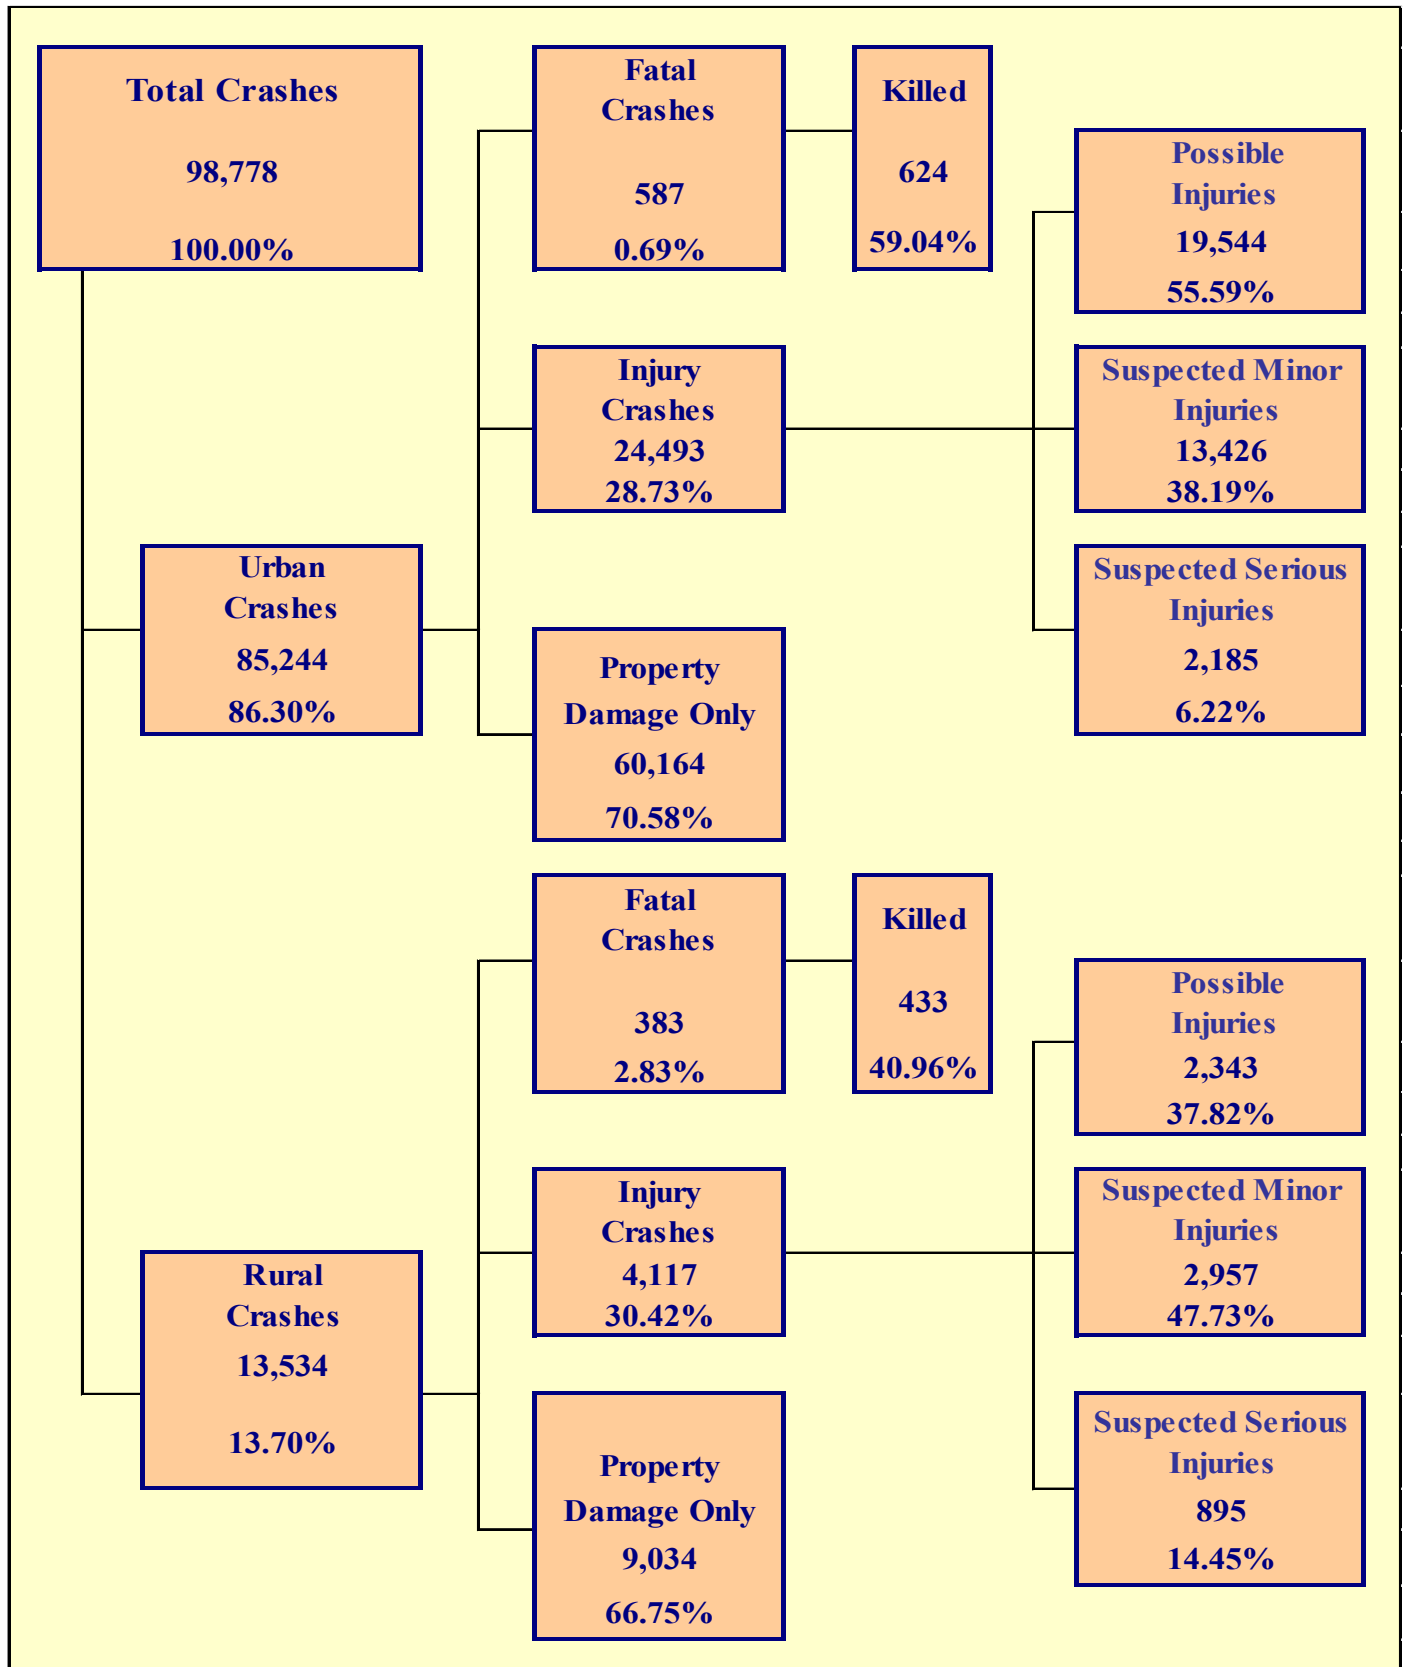 Total Crashes
98,778
100.00%
Fatal
Crashes
587
0.69%
Killed
624
59.04%
Possible
Injuries
19,544
55.59%
Injury
Crashes
24,493
28.73%
Suspected Minor
Injuries
13,426
38.19%
Urban
Crashes
85,244
86.30%
Suspected Serious
Injuries
2,185
6.22%
Property
Damage Only
60,164
70.58%
Fatal
Crashes
383
2.83%
Killed
433
40.96%
Possible
Injuries
2,343
37.82%
Injury
Crashes
4,117
30.42%
Suspected Minor
Injuries
2,957
47.73%
Rural
Crashes
13,534
13.70%
Property
Damage Only
9,034
66.75%
Suspected Serious
Injuries
895
14.45%